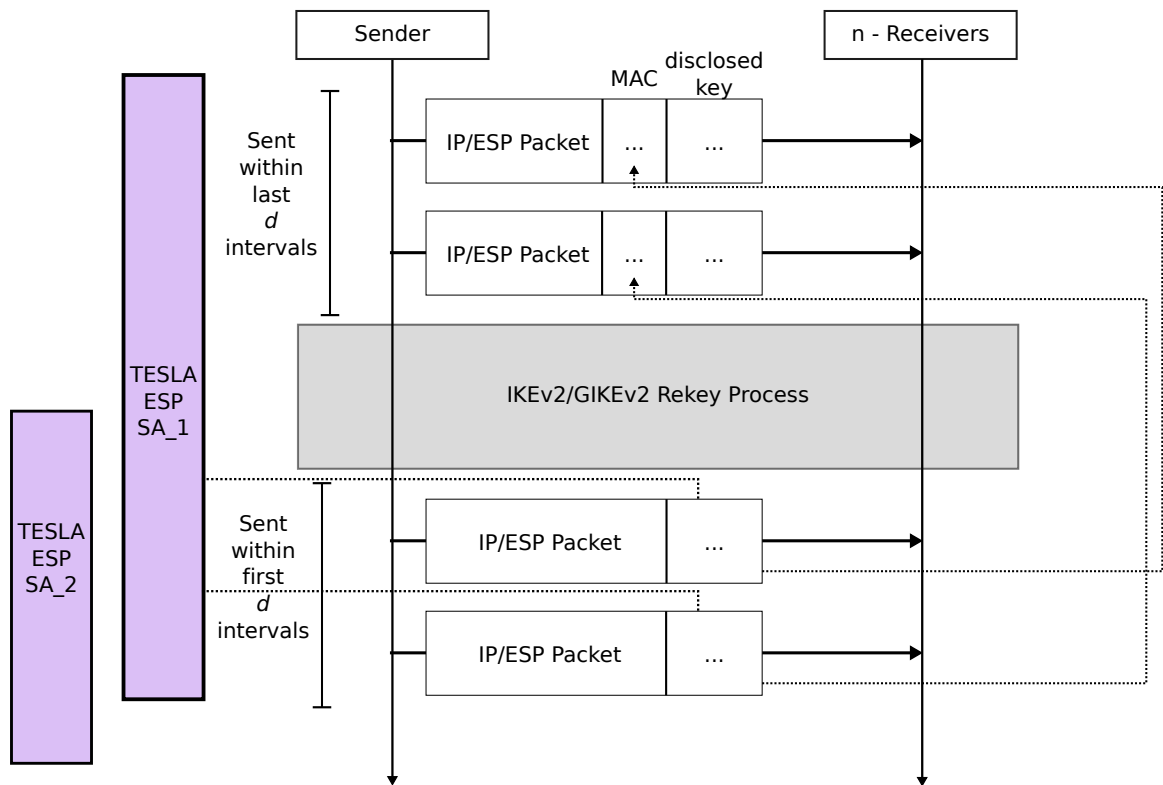 Sender
n - Receivers
MAC
disclosed
key
Sent
within
last
d
intervals
IP/ESP Packet
...
...
IP/ESP Packet
...
...
IKEv2/GIKEv2 Rekey Process
TESLA
ESP
SA_1
TESLA
ESP
SA_2
Sent
within
first
d
intervals
IP/ESP Packet
...
IP/ESP Packet
...